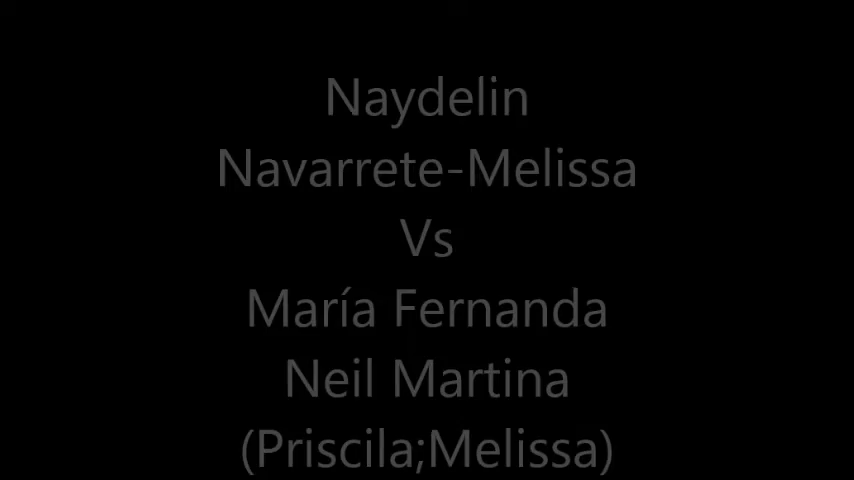 Naydelin
Navarrete-Melissa
Vs
María Fernanda
Neil Martina
(Priscila;Melissa)